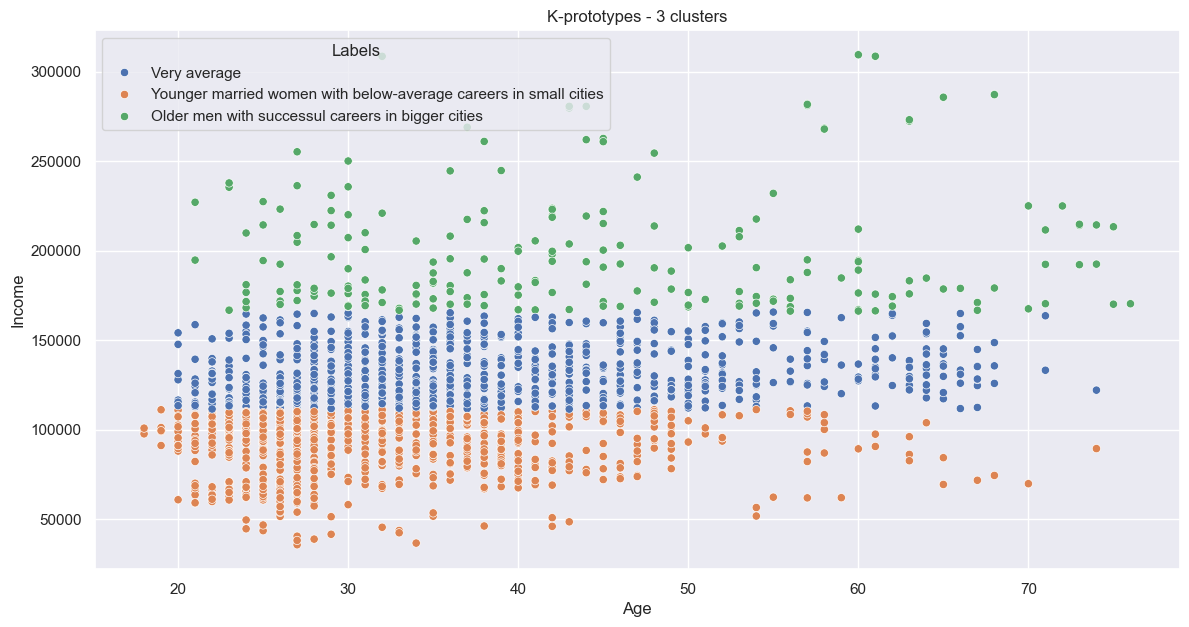 K-prototypes - 3 clusters
Labels
Very average
Younger married women with below-average careers in small cities
Older men with successul careers in bigger cities
300000
250000
200000
150000
100000
50000
Income
20
30
40
50
60
70
Age